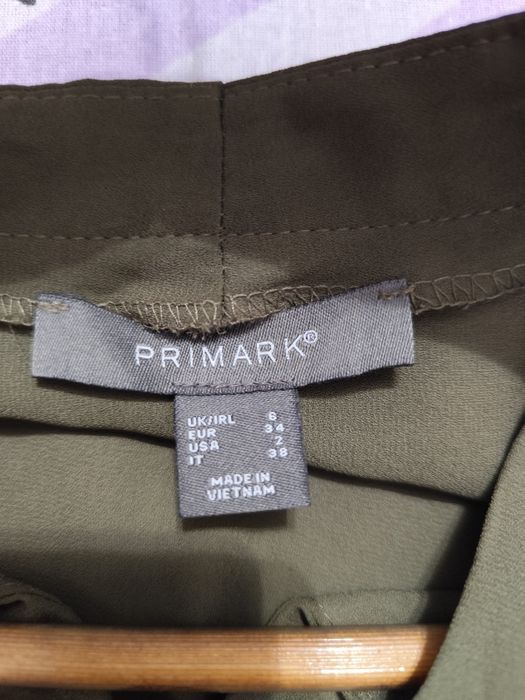 PRIMARK®
UK/IRL 6
EUR 34
USA 2
IT 38
MADE IN
VIETNAM